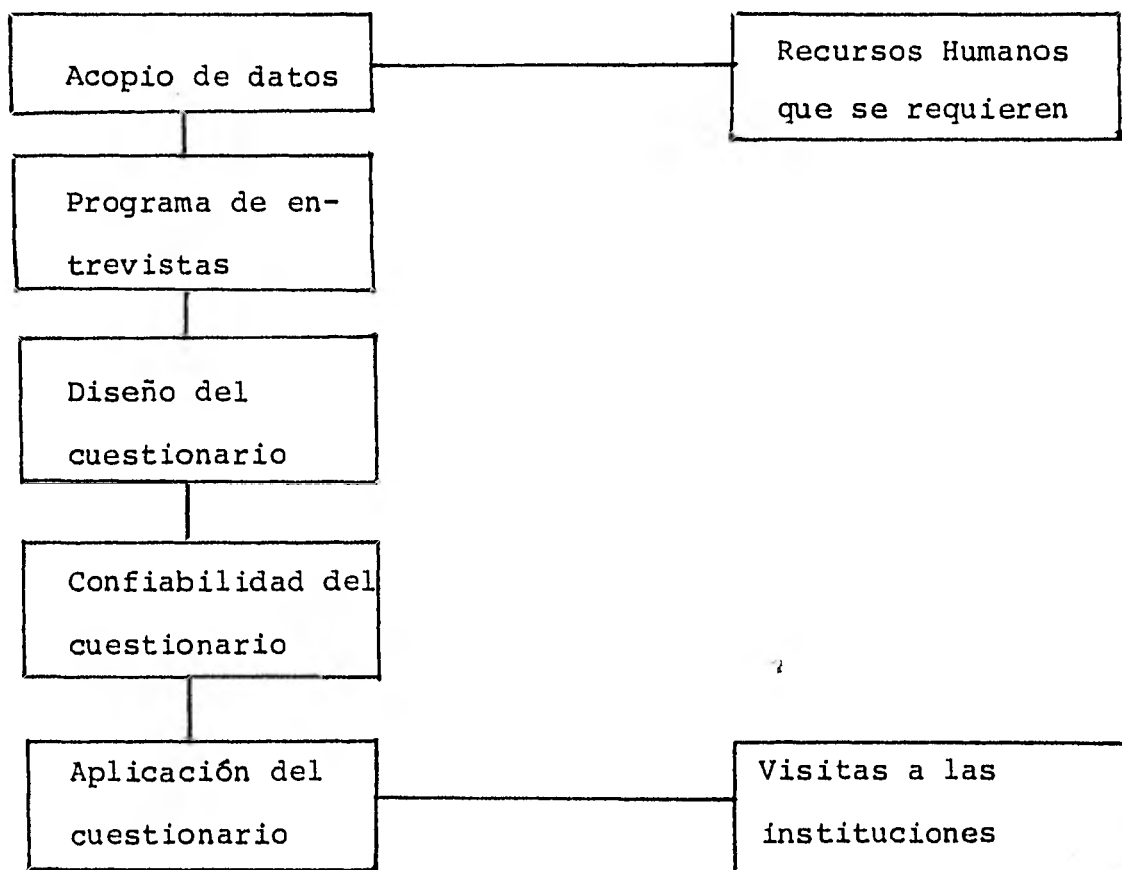 Acopio de datos
Recursos Humanos
que se requieren
Programa de en-
trevistas
Diseño del
cuestionario
Confiabilidad del
cuestionario
Aplicación del
cuestionario
Visitas a las
instituciones